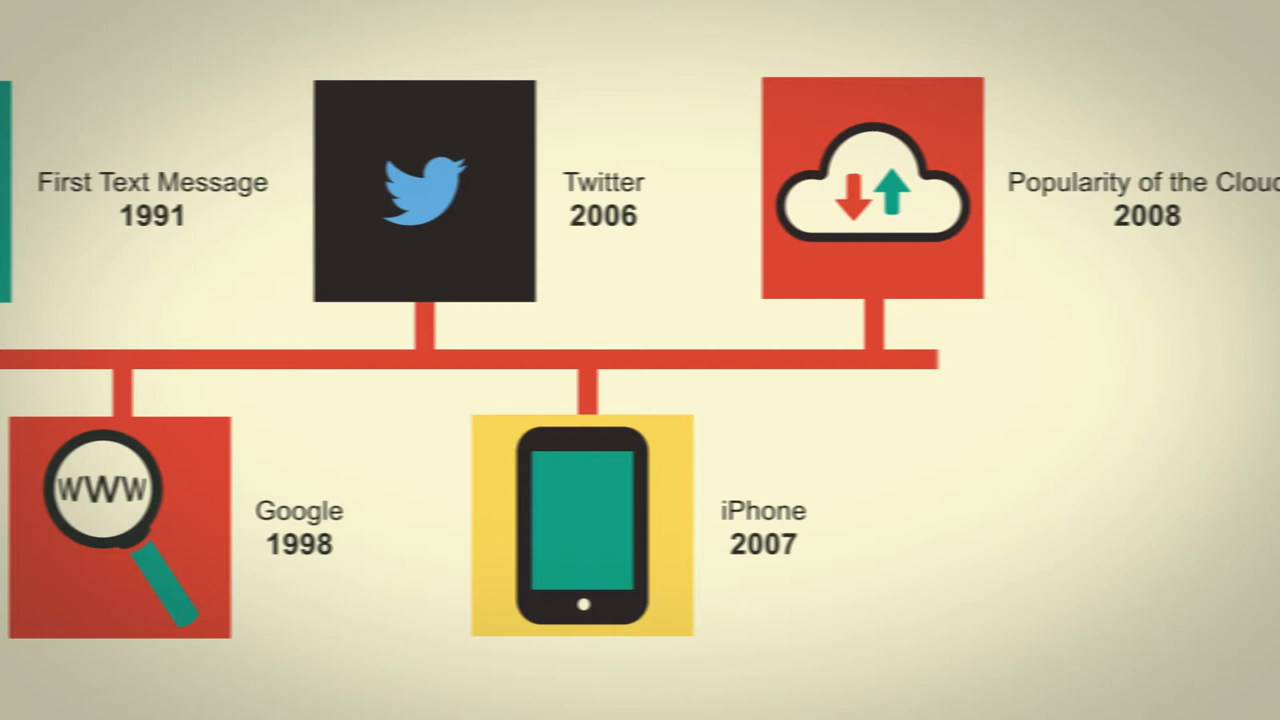 First Text Message
1991
Twitter
2006
Popularity of the Cloud
2008
WWW
Google
1998
iPhone
2007